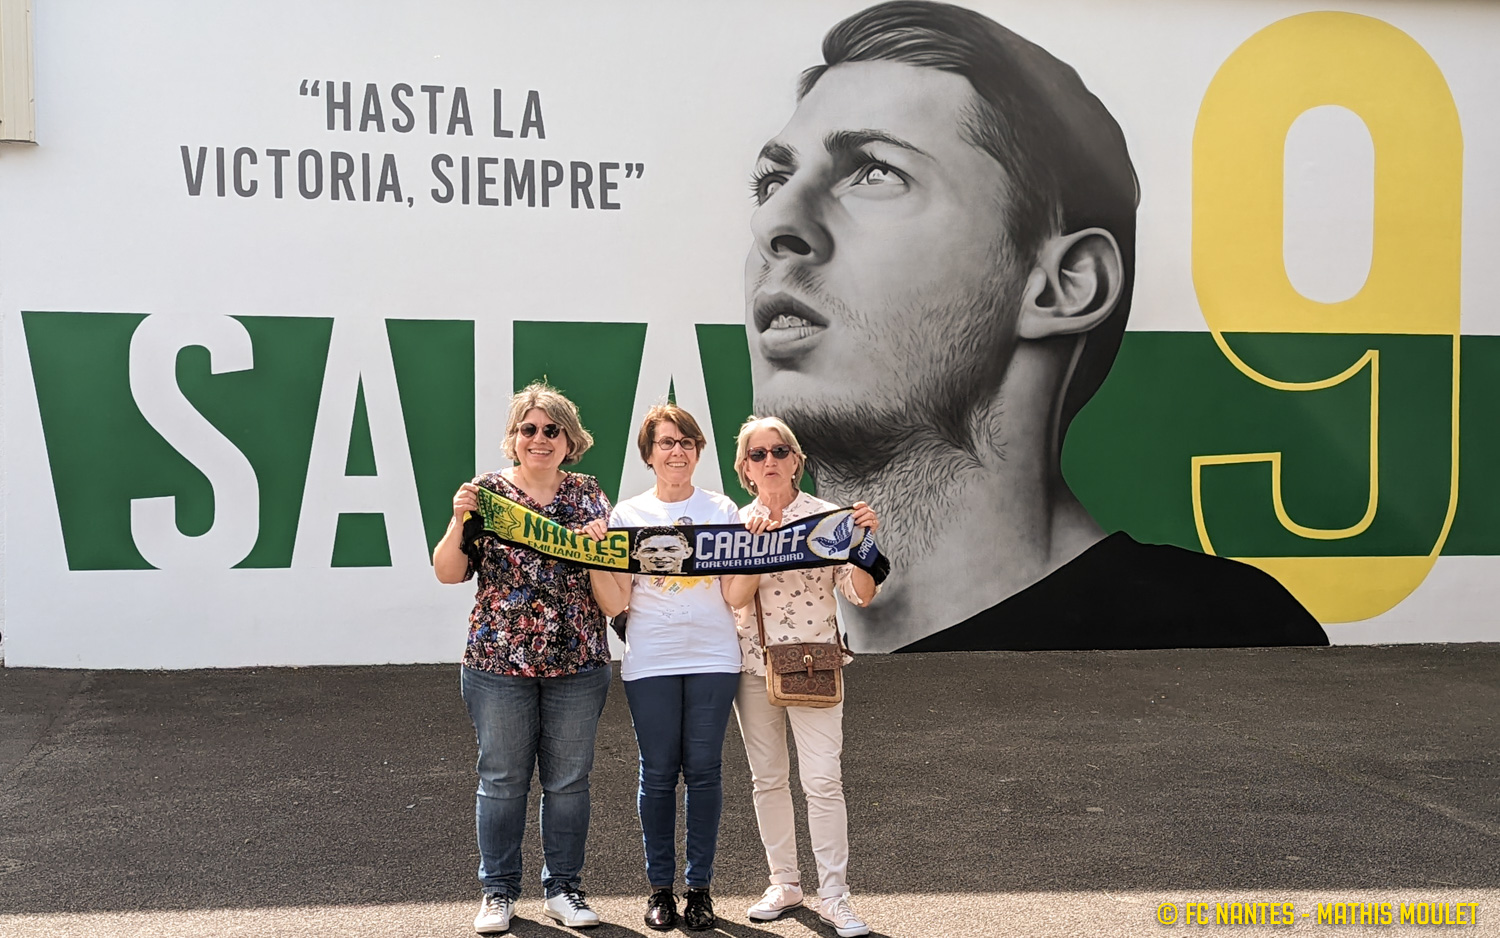 “HASTA LA
VICTORIA, SIEMPRE”
SALA
9
NANTES
EMILIANO SALA
CARDIFF
FOREVER A BLUEBIRD
© FC NANTES - MATHIS MOULET